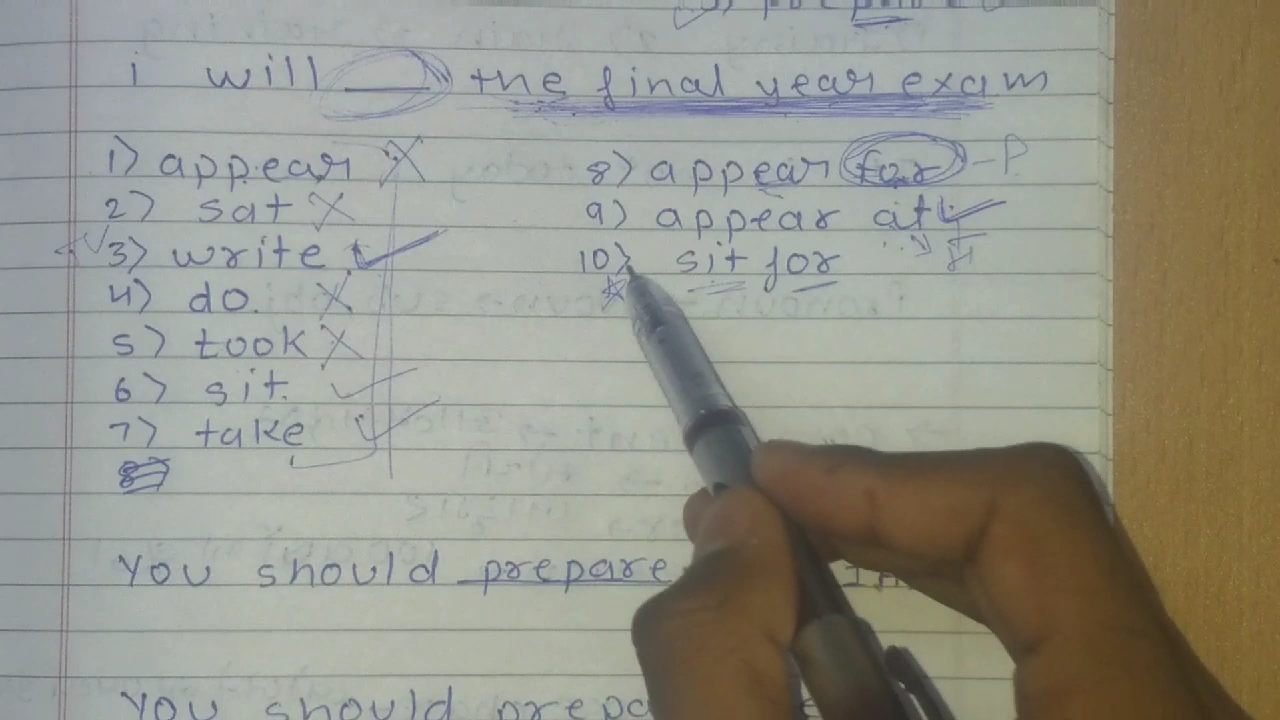 i will ___ the final year exam
1) appear X
2) sat X
3) write ✓
4) do. X
5) took X
6) sit. ✓
7) take ✓
8) appear for - P
9) appear at ✓
10) sit for
You should prepare
You should prepa